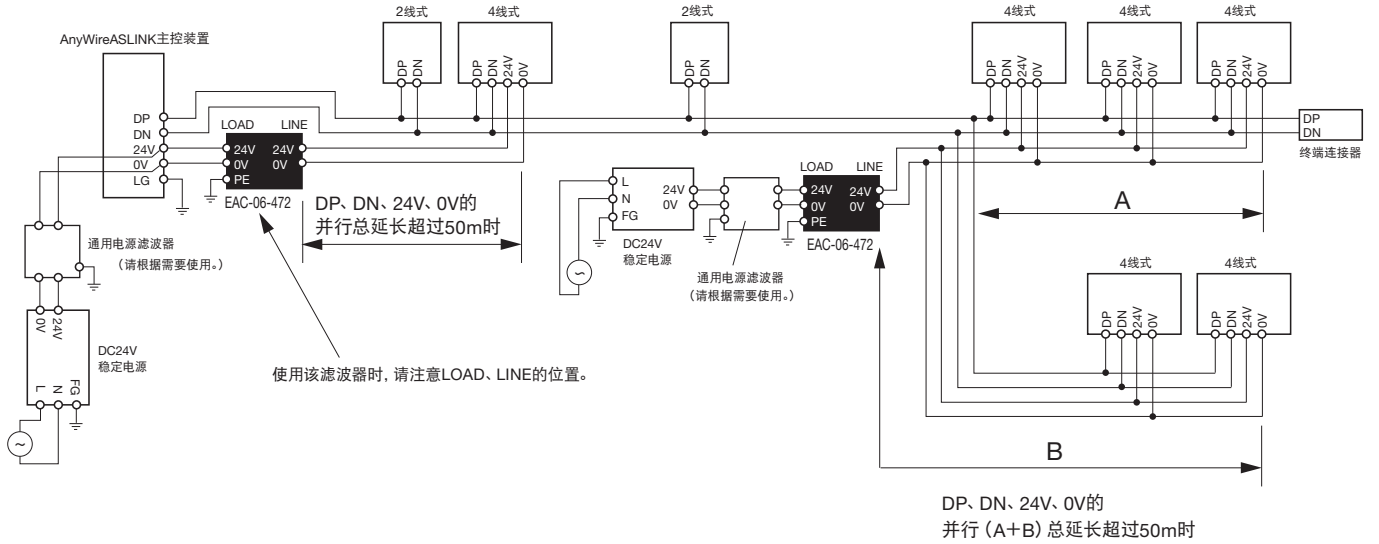 2线式
4线式
2线式
4线式
4线式
4线式
AnyWireASLINK主控装置
DP
DN
DP
DN
24V
0V
DP
DN
DP
DN
24V
0V
DP
DN
24V
0V
DP
DN
24V
0V
DP
DN
24V
0V
LG
LOAD LINE
24V 24V
0V 0V
PE
EAC-06-472
DP、DN、24V、0V的
并行总延长超过50m时
DP
DN
终端连接器
L
N
FG
24V
0V
DC24V
稳定电源
LOAD LINE
24V 24V
0V 0V
PE
EAC-06-472
通用电源滤波器
(请根据需要使用。)
A
通用电源滤波器
(请根据需要使用。)
0V
24V
DC24V
稳定电源
L
N
FG
~
~
使用该滤波器时, 请注意LOAD、LINE的位置。
4线式
4线式
DP
DN
24V
0V
DP
DN
24V
0V
B
DP、DN、24V、0V的
并行(A+B)总延长超过50m时